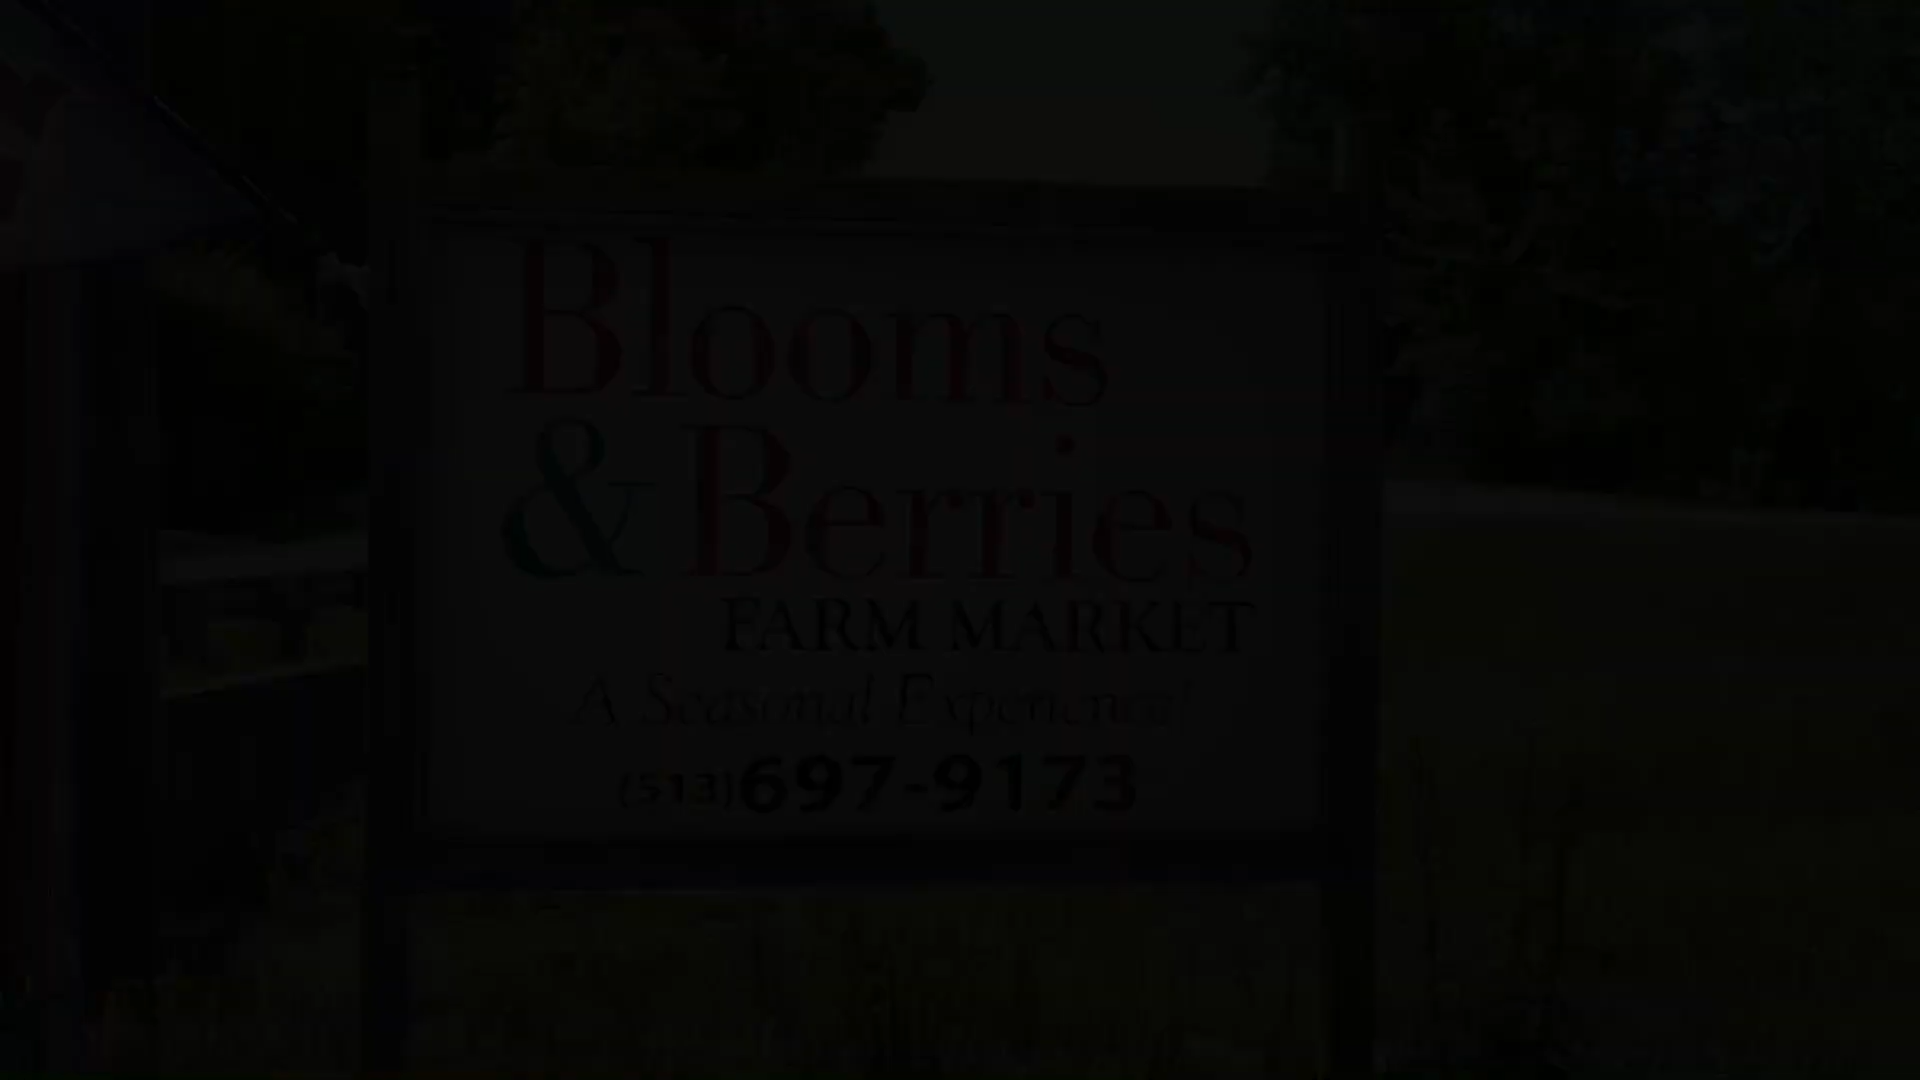 Blooms
& Berries
FARM MARKET
A Seasonal Experience!
(513)697-9173